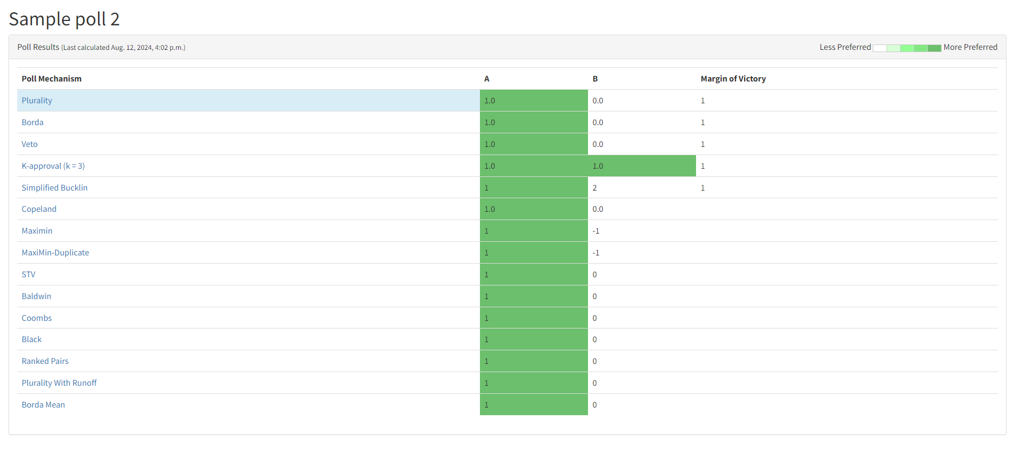 Sample poll 2
Poll Results (Last calculated Aug. 12, 2024, 4:02 p.m.) Less Preferred More Preferred
Poll Mechanism A B Margin of Victory
Plurality 1.0 0.0 1
Borda 1.0 0.0 1
Veto 1.0 0.0 1
K-approval (k = 3) 1.0 1.0 1
Simplified Bucklin 1 2 1
Copeland 1.0 0.0
Maximin 1 -1
MaxiMin-Duplicate 1 -1
STV 1 0
Baldwin 1 0
Coombs 1 0
Black 1 0
Ranked Pairs 1 0
Plurality With Runoff 1 0
Borda Mean 1 0